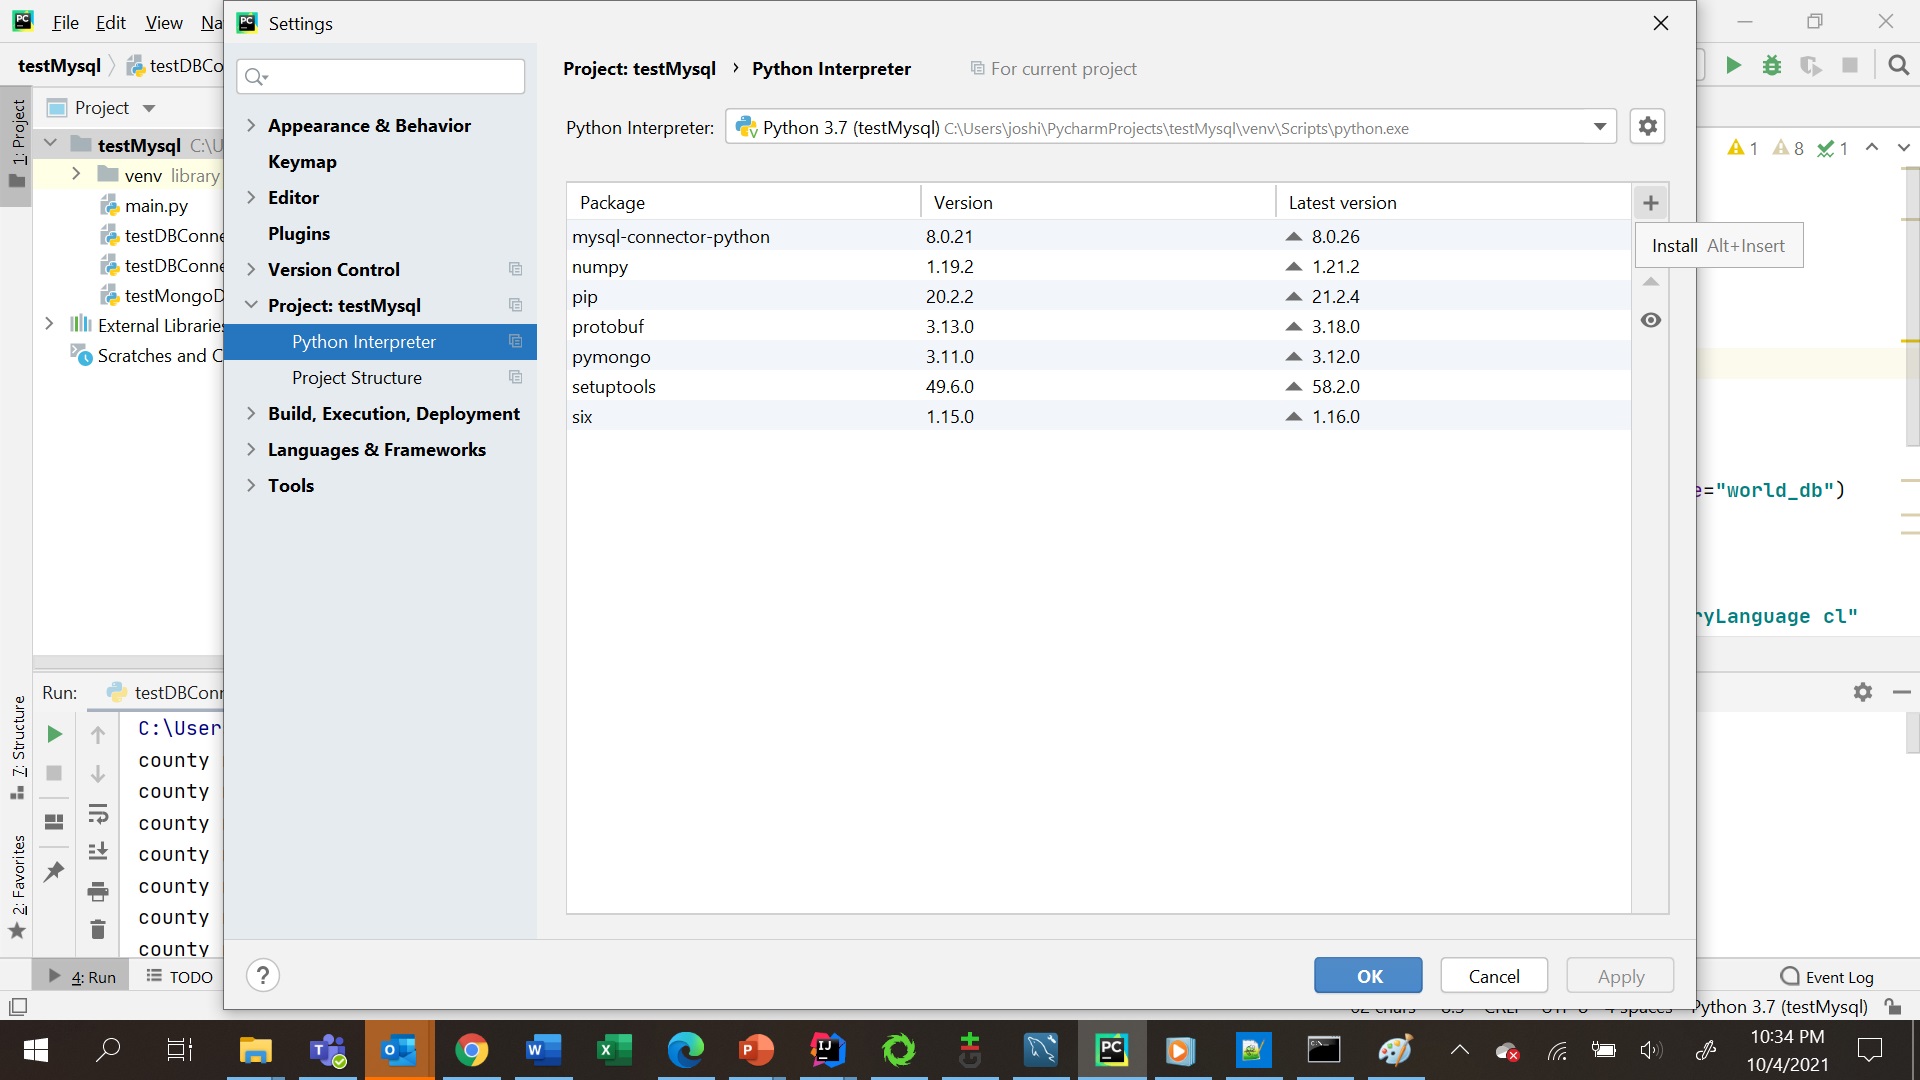 File Edit View Na
Settings
testMysql testDBCo
Project: testMysql › Python Interpreter For current project
Project
1: Project
Python Interpreter: Python 3.7 (testMysql) C:\Users\joshi\PycharmProjects\testMysql\venv\Scripts\python.exe
testMysql C:\U
venv library
main.py
testDBConne
testDBConne
testMongoD
External Libraries
Scratches and C
Appearance & Behavior
Keymap
Editor
Plugins
Version Control
Project: testMysql
Python Interpreter
Project Structure
Build, Execution, Deployment
Languages & Frameworks
Tools
Package Version Latest version
mysql-connector-python 8.0.21 8.0.26
numpy 1.19.2 1.21.2
pip 20.2.2 21.2.4
protobuf 3.13.0 3.18.0
pymongo 3.11.0 3.12.0
setuptools 49.6.0 58.2.0
six 1.15.0 1.16.0
Install Alt+Insert
1 8 1
e="world_db")
ryLanguage cl"
Run: testDBConn
C:\User
county
county
county
county
county
county
county
7: Structure
2: Favorites
? OK Cancel Apply
4: Run TODO Event Log
Python 3.7 (testMysql)
10:34 PM
10/4/2021